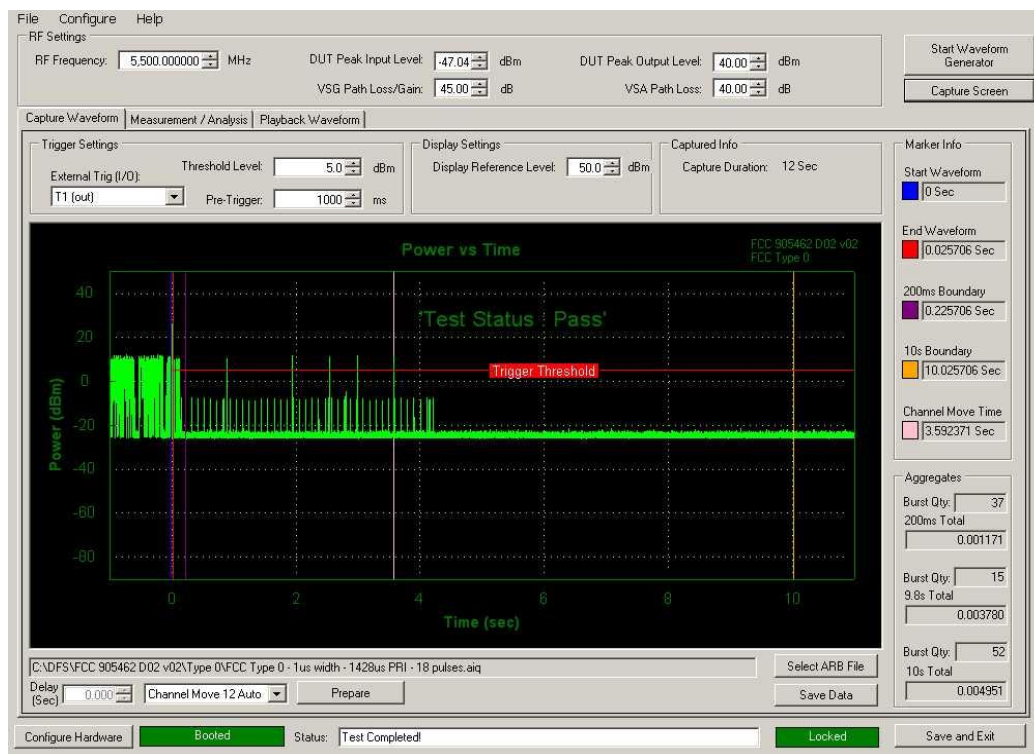 File Configure Help
RF Settings
RF Frequency: 5,500.000000 MHz
DUT Peak Input Level: -47.04 dBm
DUT Peak Output Level: 40.00 dBm
VSG Path Loss/Gain: 45.00 dB
VSA Path Loss: 40.00 dB
Start Waveform Generator
Capture Screen
Capture Waveform Measurement / Analysis Playback Waveform
Trigger Settings
External Trig (I/O):
T1 (out)
Threshold Level: 5.0 dBm
Pre-Trigger: 1000 ms
Display Settings
Display Reference Level: 50.0 dBm
Captured Info
Capture Duration: 12 Sec
Marker Info
Start Waveform
0 Sec
End Waveform
0.025706 Sec
200ms Boundary
0.225706 Sec
10s Boundary
10.025706 Sec
Channel Move Time
3.592371 Sec
Aggregates
Burst Qty: 37
200ms Total
0.001171
Burst Qty: 15
9.8s Total
0.003780
Burst Qty: 52
10s Total
0.004951
Power vs Time
FCC 905462 D02 v02
FCC Type 0
'Test Status : Pass'
Trigger Threshold
Power (dBm)
40
20
0
-20
-40
-60
-80
0 2 4 6 8 10
Time (sec)
C:\DFS\FCC 905462 D02 v02\Type 0\FCC Type 0 - 1us width - 1428us PRI - 18 pulses.aiq
Select ARB File
Delay (Sec) 0.000
Channel Move 12 Auto
Prepare
Save Data
Configure Hardware
Booted
Status: Test Completed!
Locked
Save and Exit